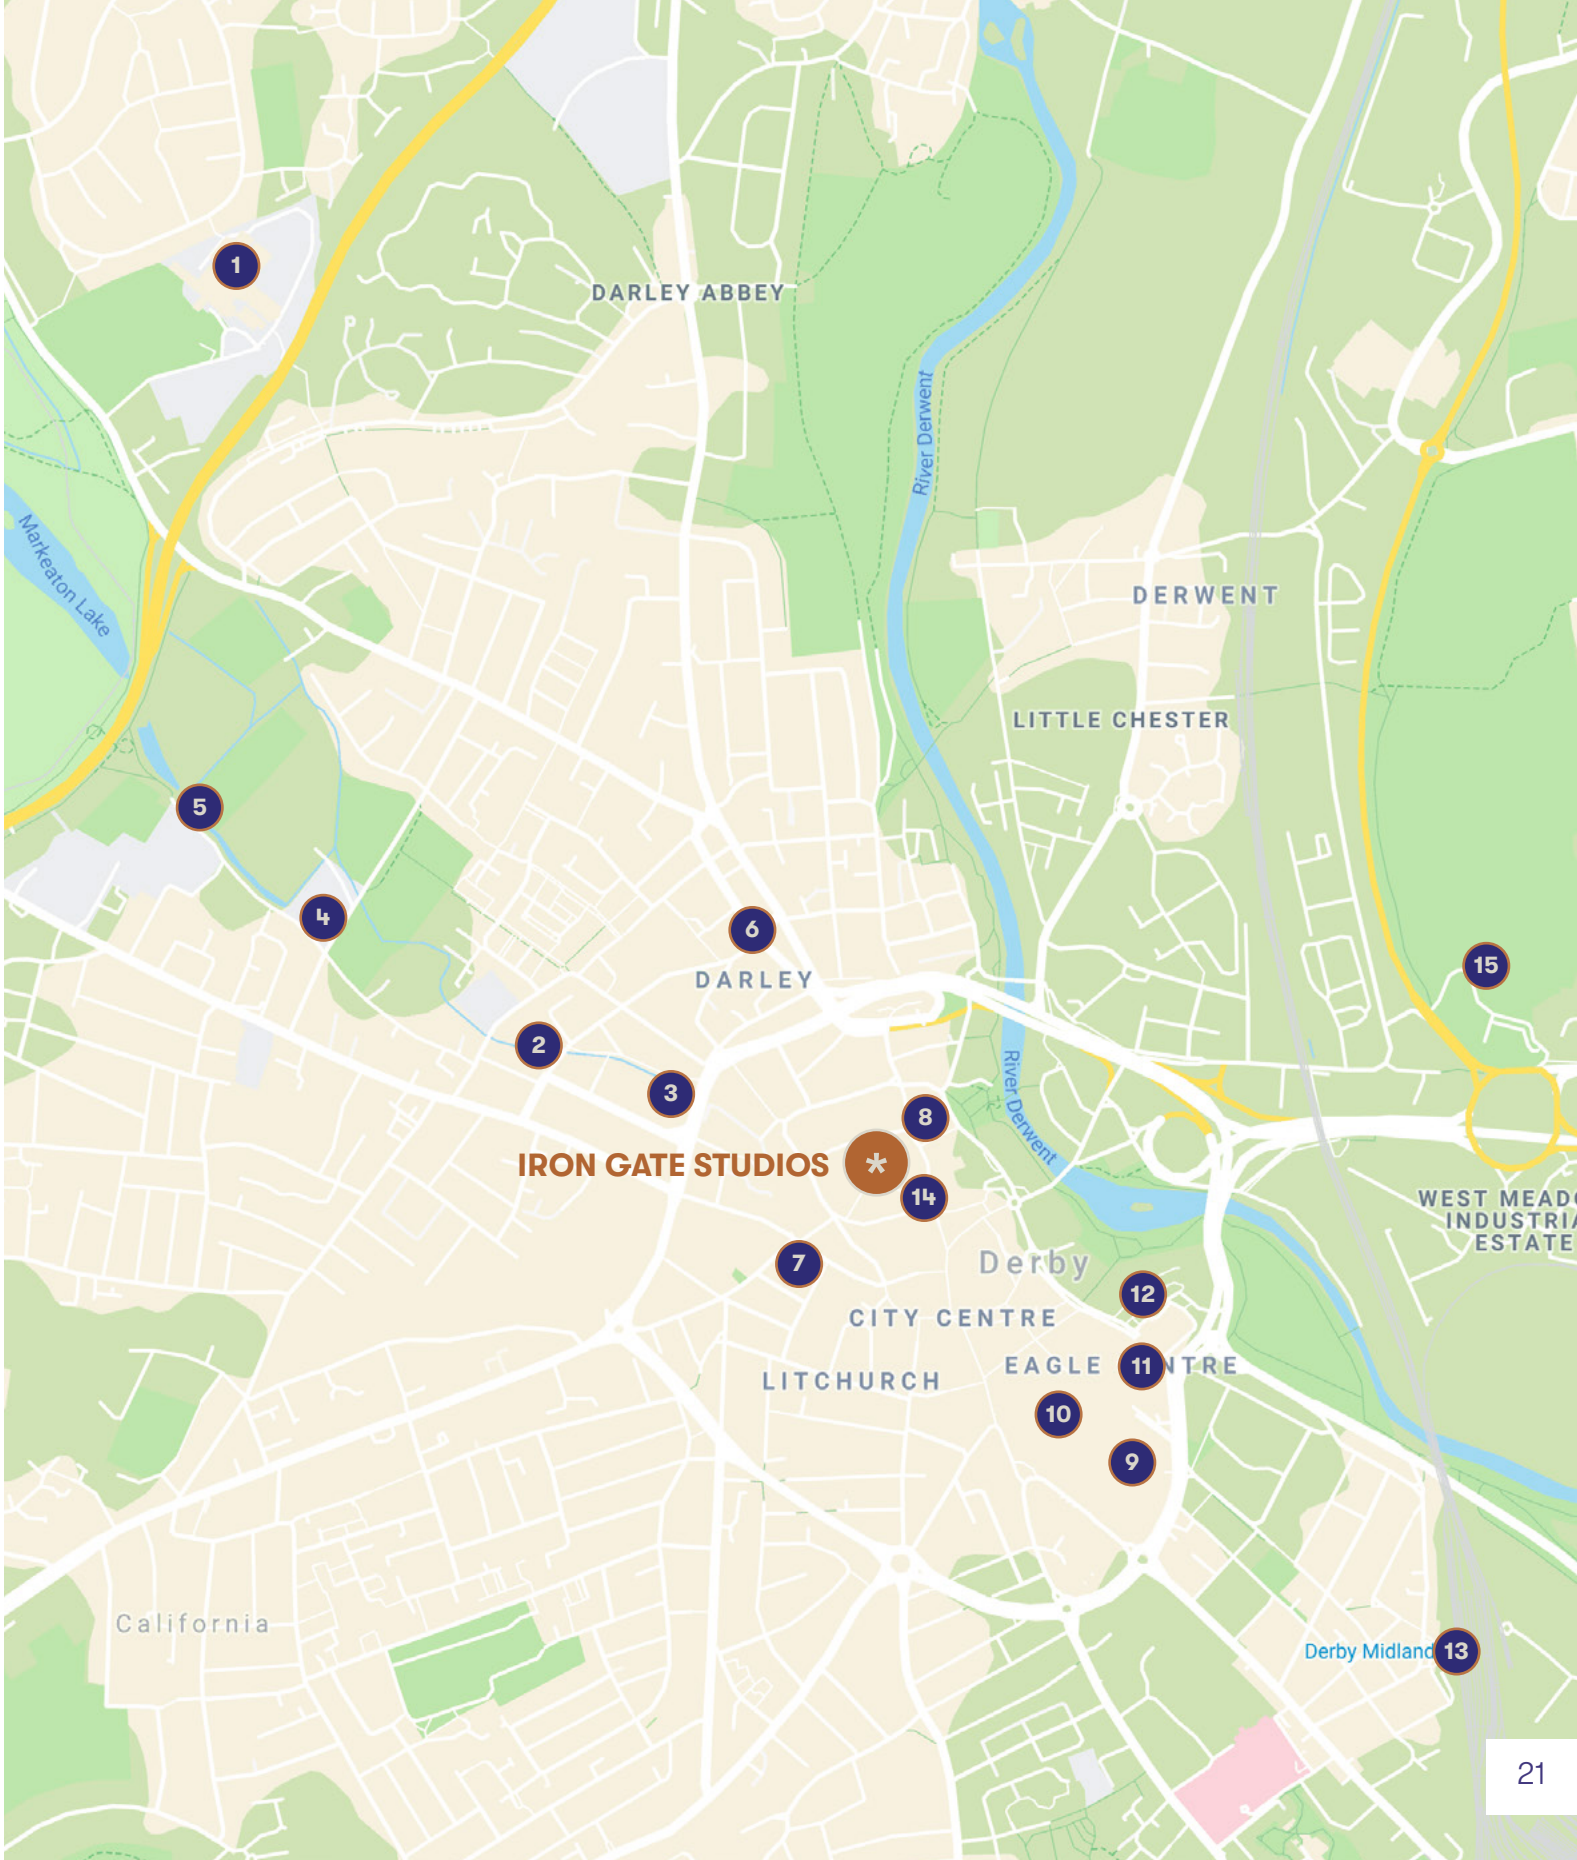 1
DARLEY ABBEY
River Derwent
Markeaton Lake
DERWENT
LITTLE CHESTER
5
4
6
DARLEY
15
2
3
River Derwent
8
IRON GATE STUDIOS
*
14
WEST MEADO
INDUSTRIA
ESTATE
7
Derby
12
CITY CENTRE
EAGLE
11
NTRE
LITCHURCH
10
9
California
Derby Midland
13
21